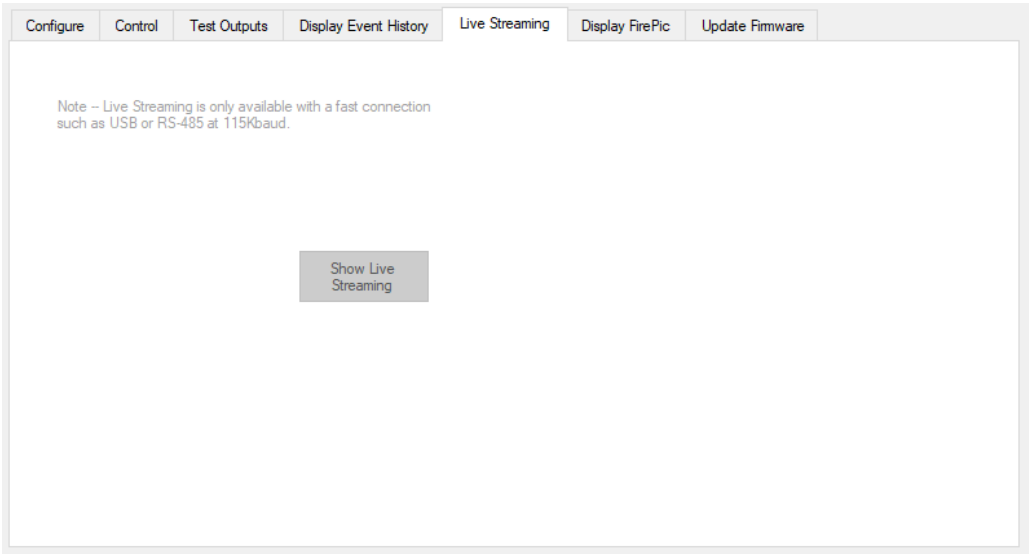 Configure Control Test Outputs Display Event History Live Streaming Display FirePic Update Firmware
Note -- Live Streaming is only available with a fast connection
such as USB or RS-485 at 115Kbaud.
Show Live
Streaming